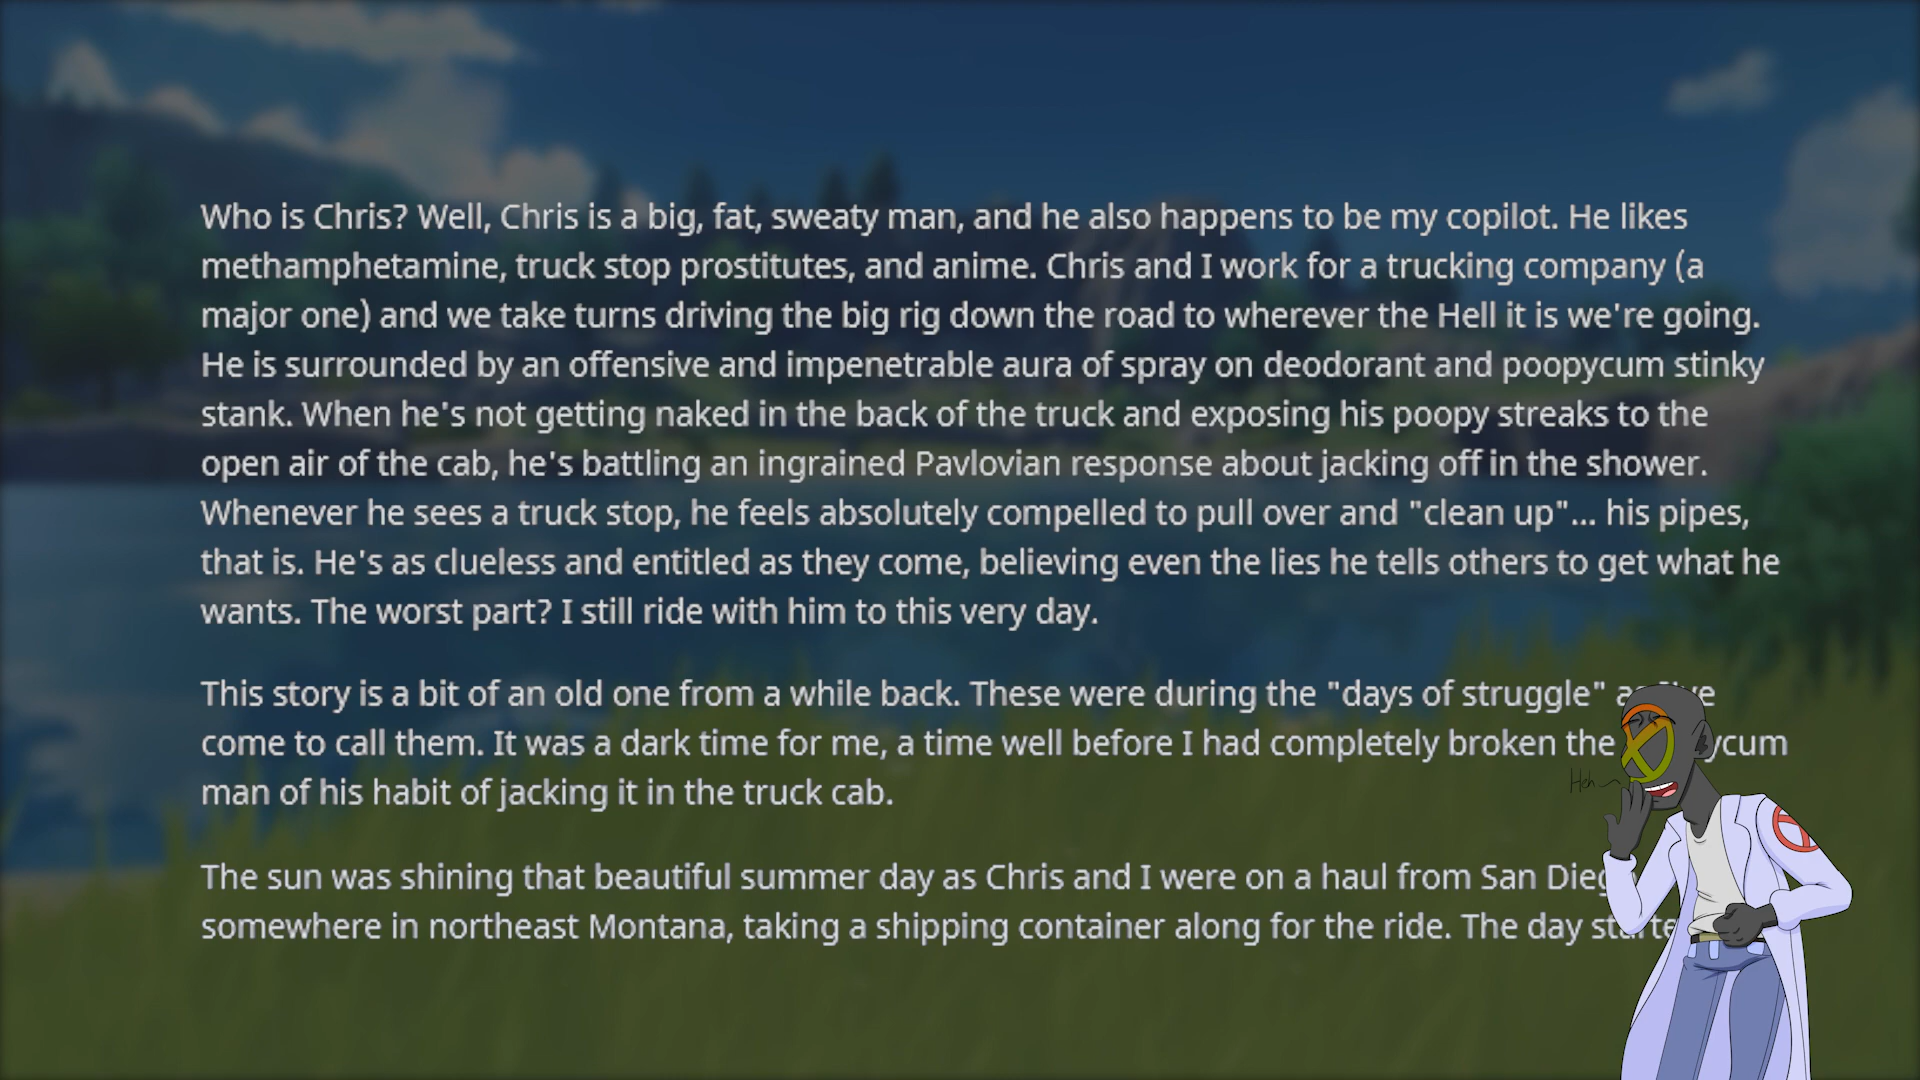 Who is Chris? Well, Chris is a big, fat, sweaty man, and he also happens to be my copilot. He likes
methamphetamine, truck stop prostitutes, and anime. Chris and I work for a trucking company (a
major one) and we take turns driving the big rig down the road to wherever the Hell it is we're going.
He is surrounded by an offensive and impenetrable aura of spray on deodorant and poopycum stinky
stank. When he's not getting naked in the back of the truck and exposing his poopy streaks to the
open air of the cab, he's battling an ingrained Pavlovian response about jacking off in the shower.
Whenever he sees a truck stop, he feels absolutely compelled to pull over and "clean up"... his pipes,
that is. He's as clueless and entitled as they come, believing even the lies he tells others to get what he
wants. The worst part? I still ride with him to this very day.
This story is a bit of an old one from a while back. These were during the "days of struggle" as I've
come to call them. It was a dark time for me, a time well before I had completely broken the
man of his habit of jacking it in the truck cab.
Heh
The sun was shining that beautiful summer day as Chris and I were on a haul from San
somewhere in northeast Montana, taking a shipping container along for the ride. The day